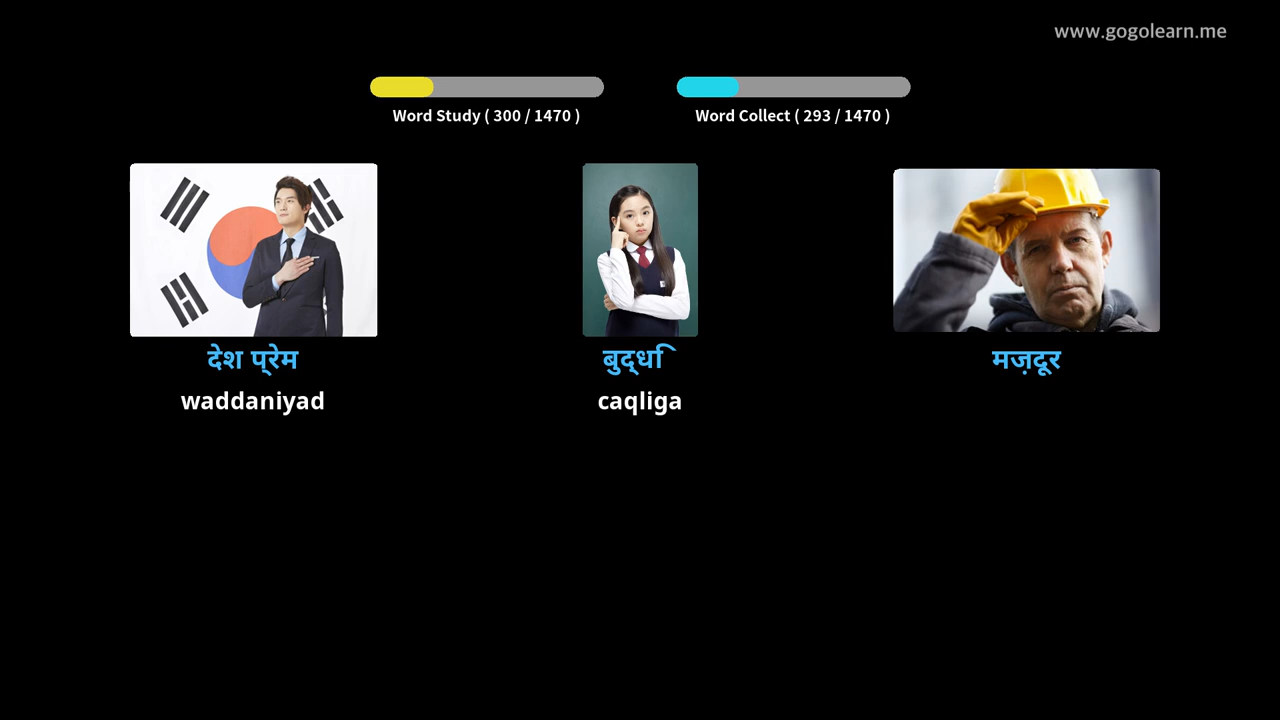 www.gogolearn.me
Word Study ( 300 / 1470 )
Word Collect ( 293 / 1470 )
देश प्रेम
बुद्धि
मज़दूर
waddaniyad
caqliga